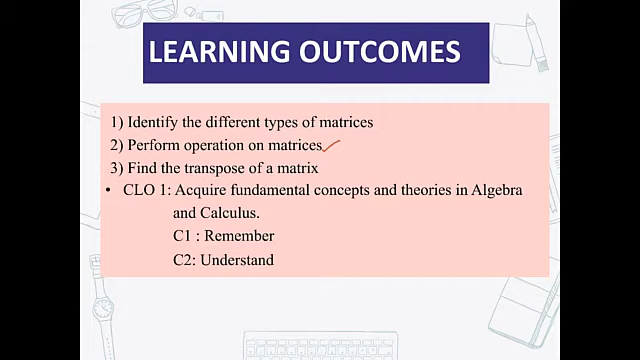 LEARNING OUTCOMES
1) Identify the different types of matrices
2) Perform operation on matrices
3) Find the transpose of a matrix
• CLO 1: Acquire fundamental concepts and theories in Algebra
and Calculus.
C1 : Remember
C2: Understand